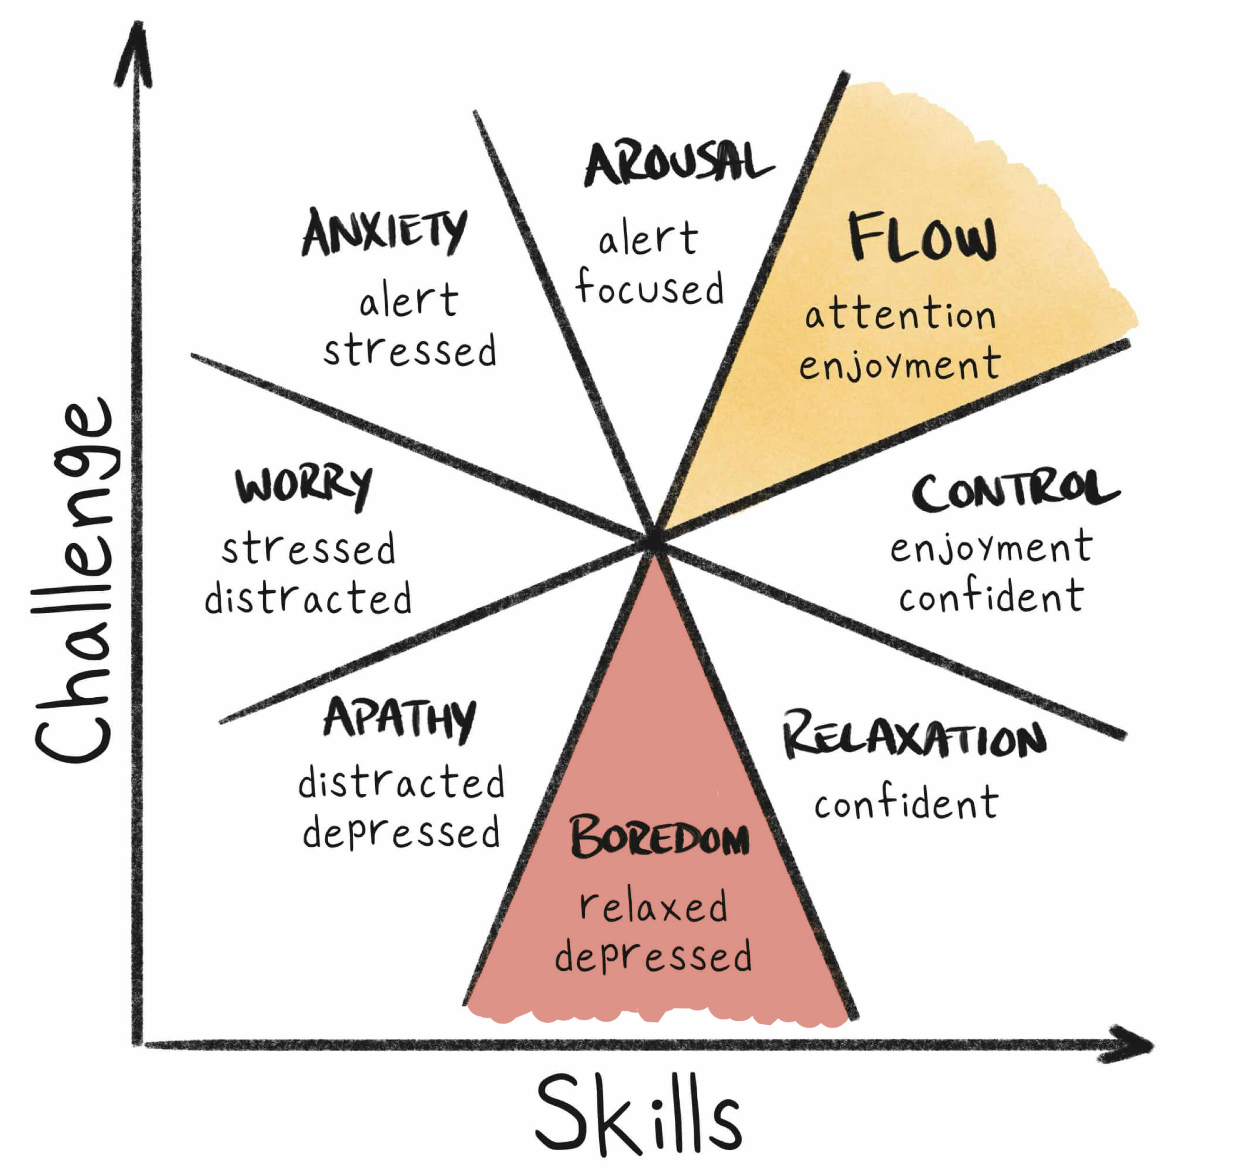 Challenge
AROUSAL
alert
focused
FLOW
attention
enjoyment
ANXIETY
alert
stressed
WORRY
stressed
distracted
CONTROL
enjoyment
confident
APATHY
distracted
depressed
BOREDOM
relaxed
depressed
RELAXATION
confident
Skills